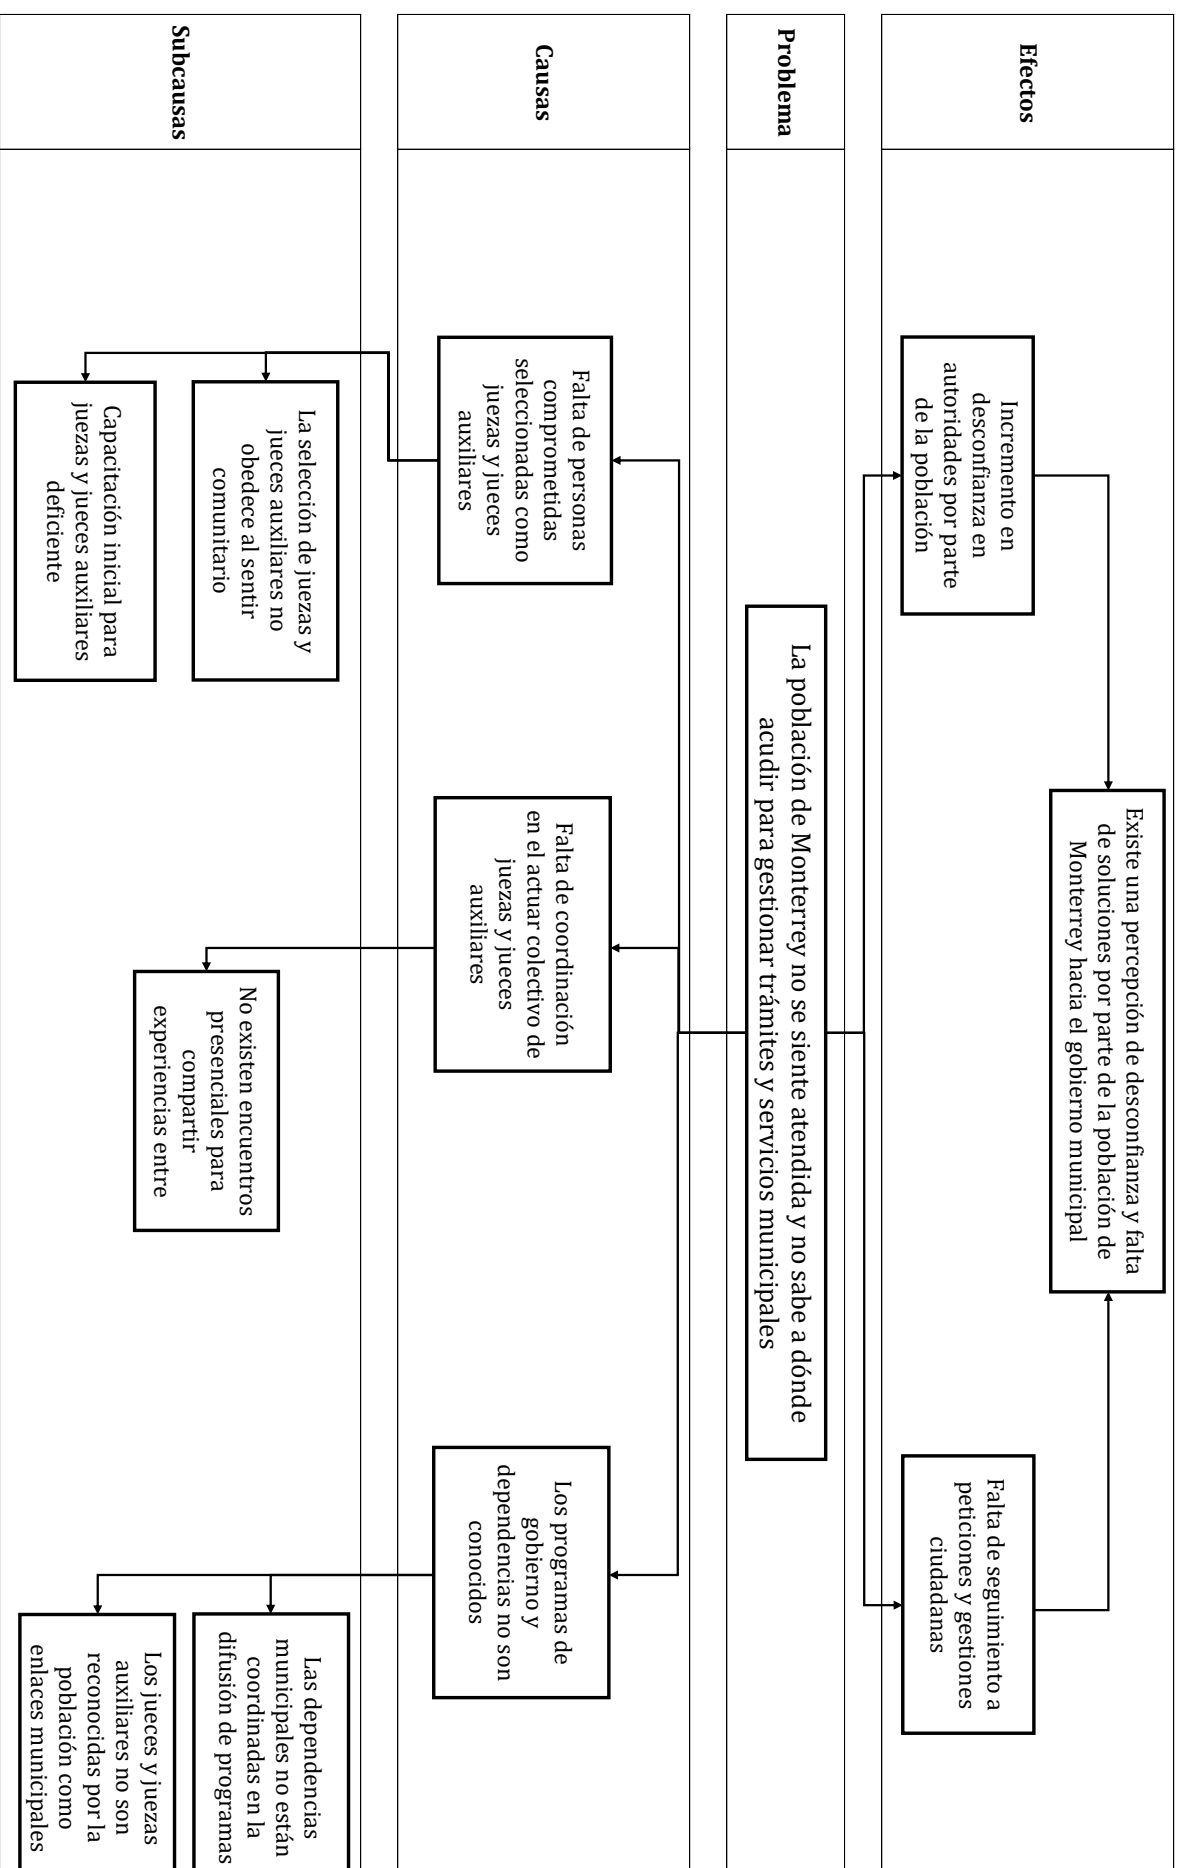 Efectos
Existe una percepción de desconfianza y falta
de soluciones por parte de la población de
Monterrey hacia el gobierno municipal
Incremento en
desconfianza en
autoridades por parte
de la población
Falta de seguimiento a
peticiones y gestiones
ciudadanas
Problema
La población de Monterrey no se siente atendida y no sabe a dónde
acudir para gestionar trámites y servicios municipales
Causas
Falta de personas
comprometidas
seleccionadas como
juezas y jueces
auxiliares
Falta de coordinación
en el actuar colectivo de
juezas y jueces
auxiliares
Los programas de
gobierno y
dependencias no son
conocidos
Subcausas
La selección de juezas y
jueces auxiliares no
obedece al sentir
comunitario
Capacitación inicial para
juezas y jueces auxiliares
deficiente
No existen encuentros
presenciales para
compartir
experiencias entre
Las dependencias
municipales no están
coordinadas en la
difusión de programas
Los jueces y juezas
auxiliares no son
reconocidas por la
población como
enlaces municipales